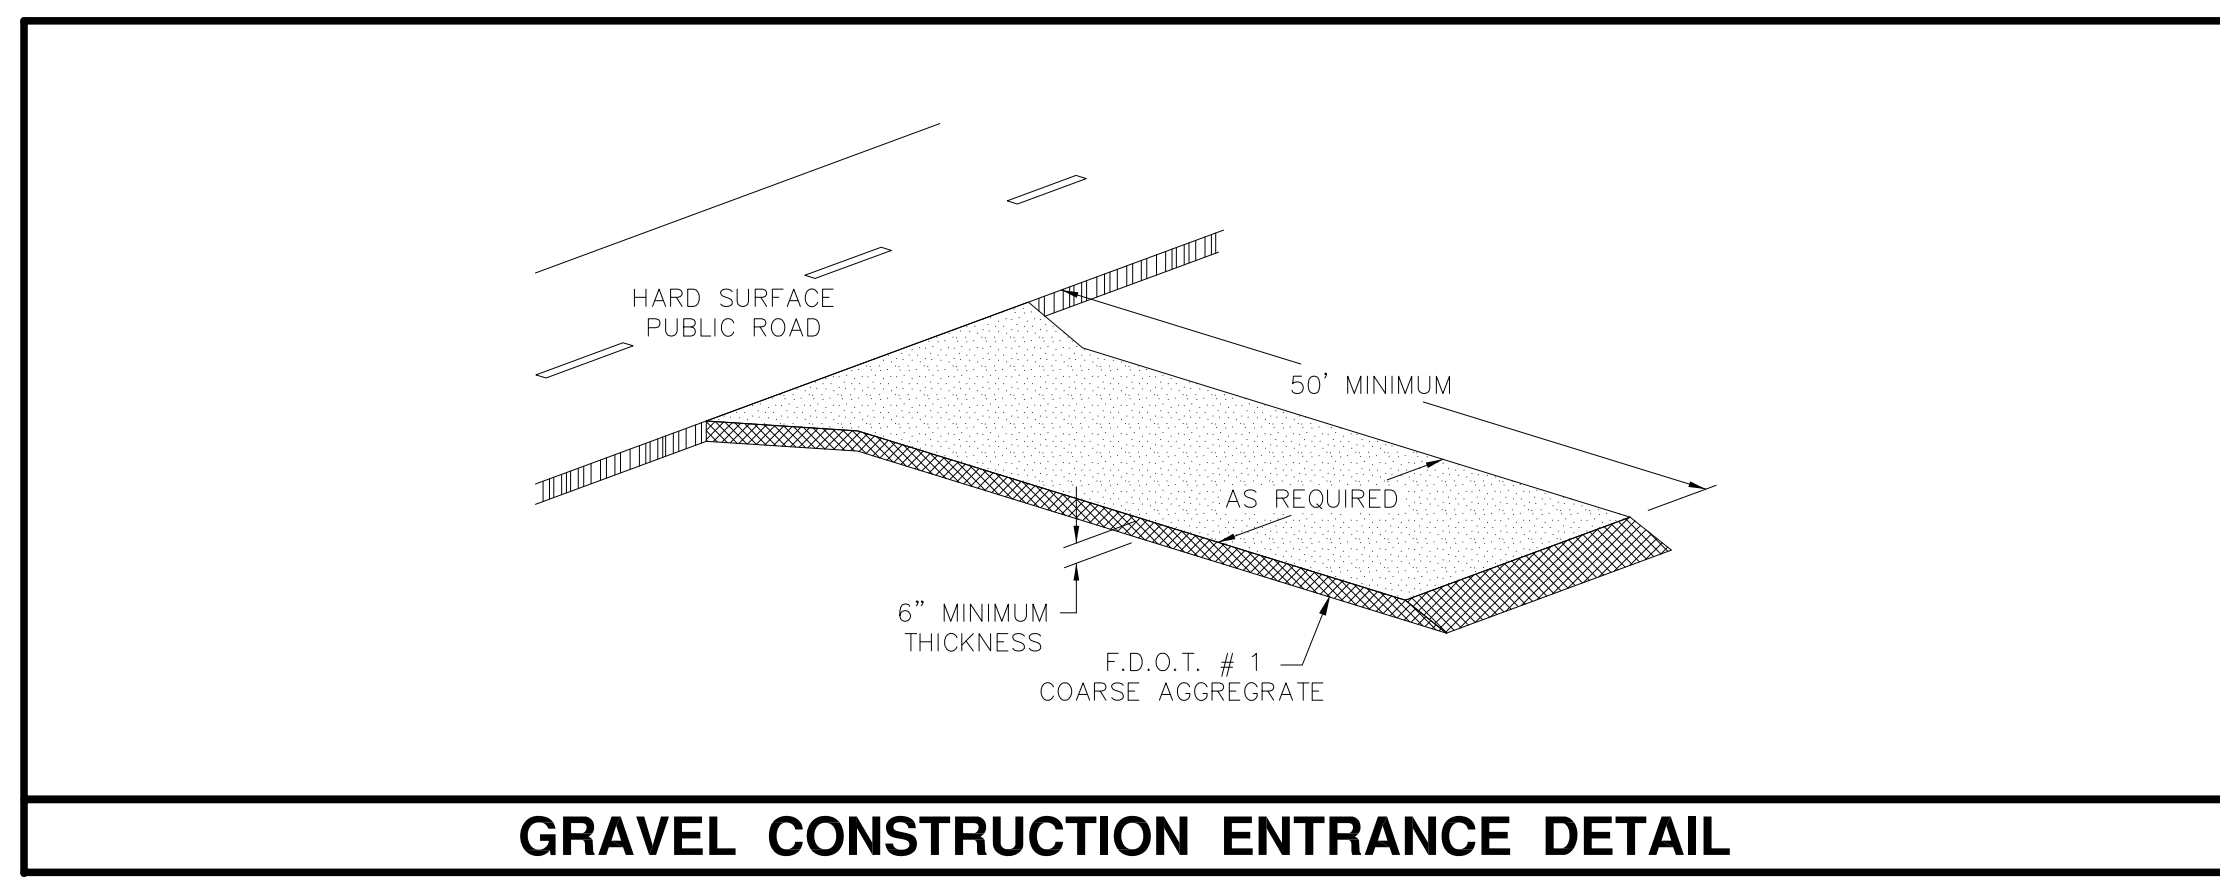 HARD SURFACE
PUBLIC ROAD
50' MINIMUM
AS REQUIRED
6" MINIMUM
THICKNESS
F.D.O.T. # 1
COARSE AGGREGRATE
GRAVEL CONSTRUCTION ENTRANCE DETAIL